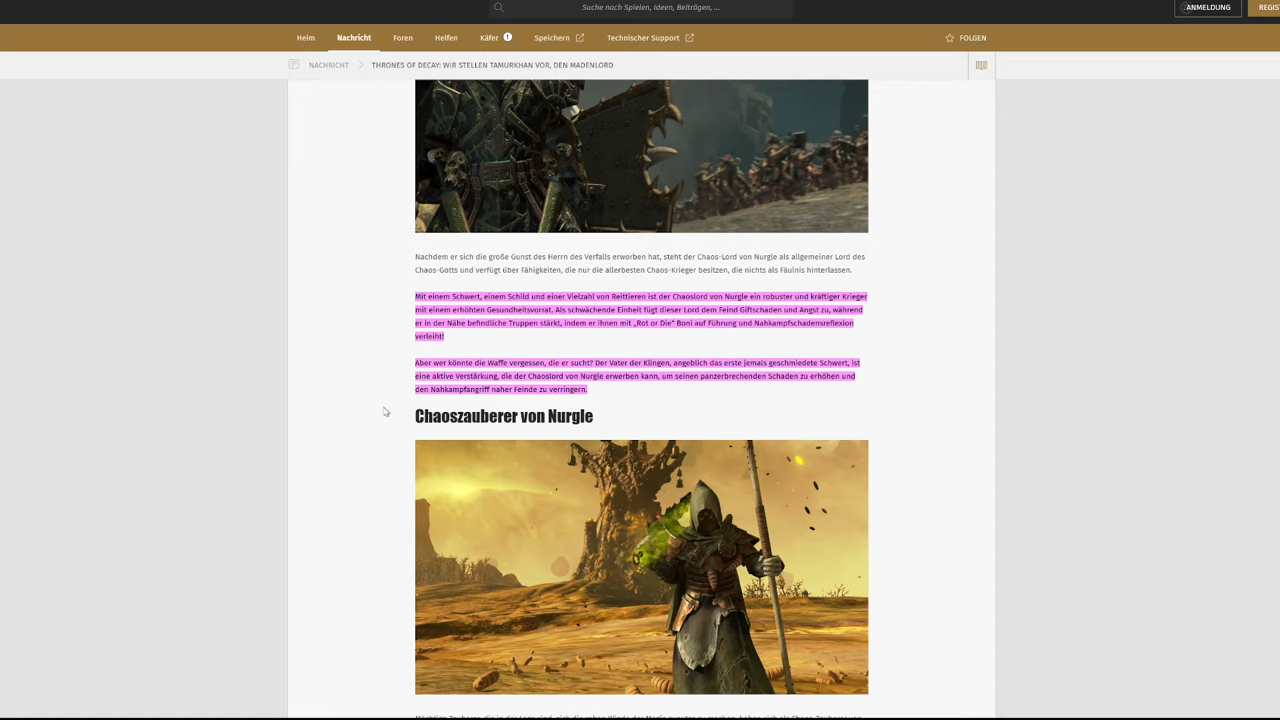 Suche nach Spielen, Ideen, Beiträgen, ...
ANMELDUNG
REGIS
Heim
Nachricht
Foren
Helfen
Käfer
Speichern
Technischer Support
FOLGEN
NACHRICHT
THRONES OF DECAY: WIR STELLEN TAMURKHAN VOR, DEN MADENLORD
Nachdem er sich die große Gunst des Herrn des Verfalls erworben hat, steht der Chaos-Lord von Nurgle als allgemeiner Lord des
Chaos-Gotts und verfügt über Fähigkeiten, die nur die allerbesten Chaos-Krieger besitzen, die nichts als Fäulnis hinterlassen.
Mit einem Schwert, einem Schild und einer Vielzahl von Reittieren ist der Chaoslord von Nurgle ein robuster und kräftiger Krieger
mit einem erhöhten Gesundheitsvorrat. Als schwächende Einheit fügt dieser Lord dem Feind Giftschaden und Angst zu, während
er in der Nähe befindliche Truppen stärkt, indem er ihnen mit „Rot or Die“ Boni auf Führung und Nahkampfschadensreflexion
verleiht!
Aber wer könnte die Waffe vergessen, die er sucht? Der Vater der Klingen, angeblich das erste jemals geschmiedete Schwert, ist
eine aktive Verstärkung, die der Chaoslord von Nurgle erwerben kann, um seinen panzerbrechenden Schaden zu erhöhen und
den Nahkampfangriff naher Feinde zu verringern.
Chaoszauberer von Nurgle